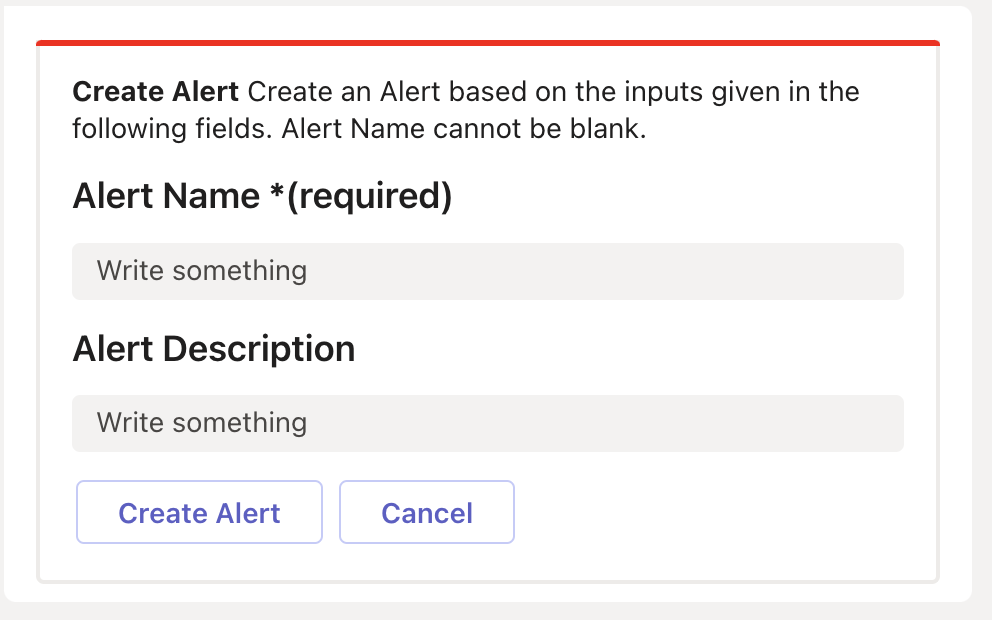 Create Alert Create an Alert based on the inputs given in the
following fields. Alert Name cannot be blank.
Alert Name *(required)
Write something
Alert Description
Write something
Create Alert
Cancel